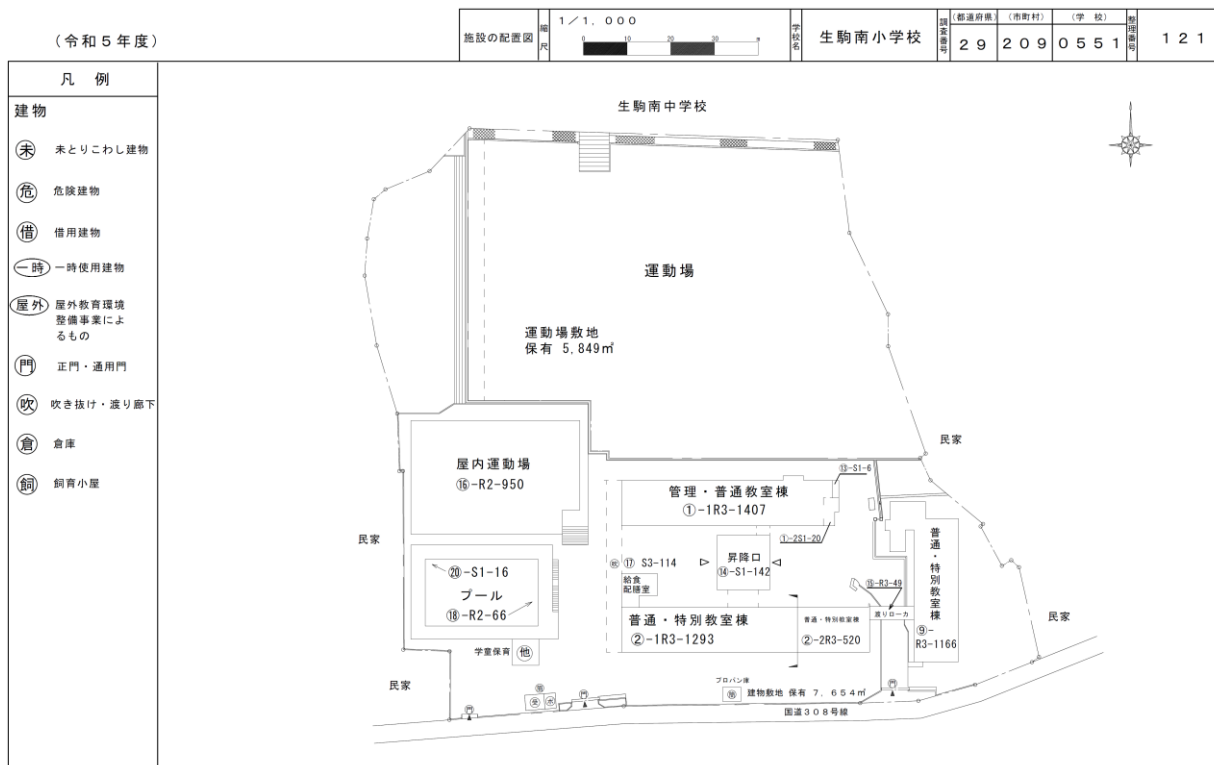 (令和5年度)
施設の配置図
縮尺
1/1,000
0 10 20 30 m
学校名
生駒南小学校
調査番号
(都道府県) (市町村) (学 校)
29 209 0551
整理番号
121
凡 例
建物
未 未とりこわし建物
危 危険建物
借 借用建物
一時 一時使用建物
屋外 屋外教育環境
整備事業によ
るもの
門 正門・通用門
吹 吹き抜け・渡り廊下
倉 倉庫
飼 飼育小屋
生駒南中学校
運動場
運動場敷地
保有 5,849㎡
民家
屋内運動場
⑯-R2-950
管理・普通教室棟
①-1R3-1407
⑬-S1-6
①-2S1-20
普通・特別教室棟
⑨-
R3-1166
民家
⑰ S3-114
昇降口
⑭-S1-142
給食
配膳室
⑮-R3-49
渡りローカ
⑳-S1-16
プール
⑱-R2-66
普通・特別教室棟
②-1R3-1293
普通・特別教室棟
②-2R3-520
民家
学童保育
他
民家
プロパン庫
建物敷地 保有 7,654㎡
門
門
門
国道308号線